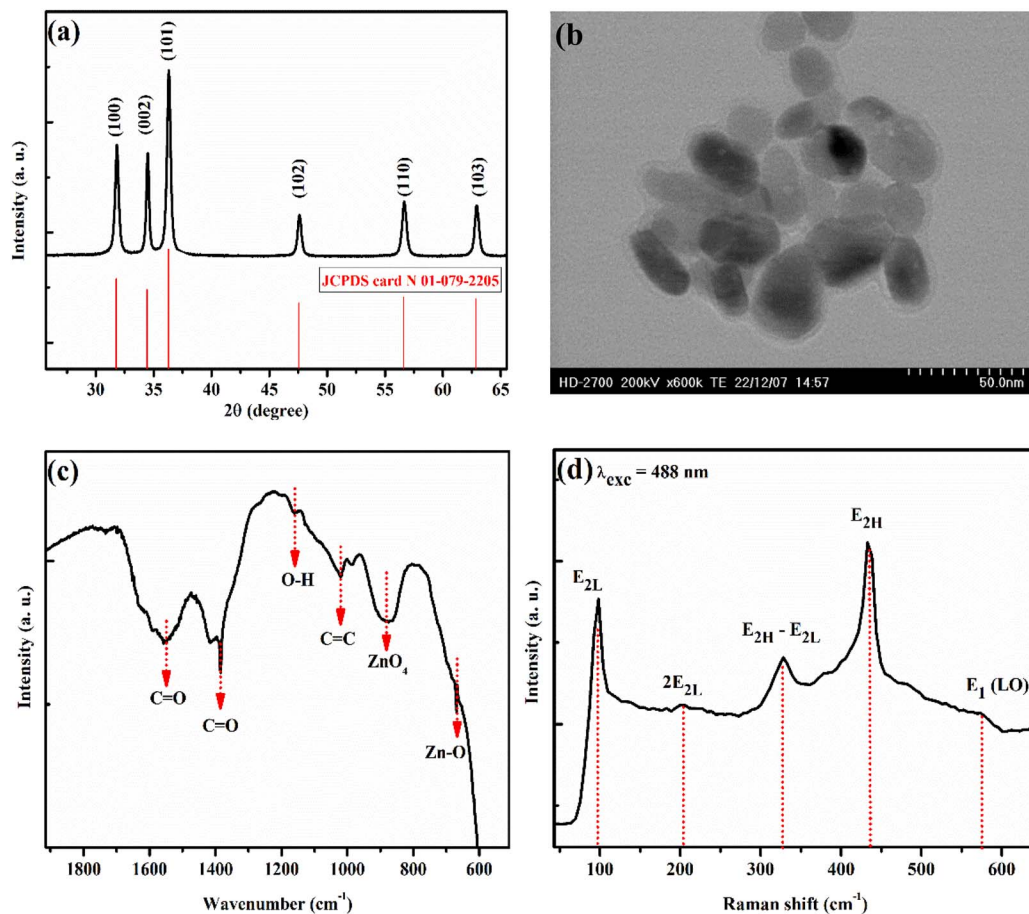 (a)
(100)
(002)
(101)
(102)
(110)
(103)
JCPDS card N 01-079-2205
Intensity (a. u.)
30 35 40 45 50 55 60 65
2θ (degree)
(b)
HD-2700 200kV x600k TE 22/12/07 14:57 50.0nm
(c)
O-H
C=C
ZnO4
C=O
C=O
Zn-O
Intensity (a. u.)
1800 1600 1400 1200 1000 800 600
Wavenumber (cm-1)
(d) λexc = 488 nm
E2H
E2L
E2H - E2L
2E2L
E1 (LO)
Intensity (a. u.)
100 200 300 400 500 600
Raman shift (cm-1)